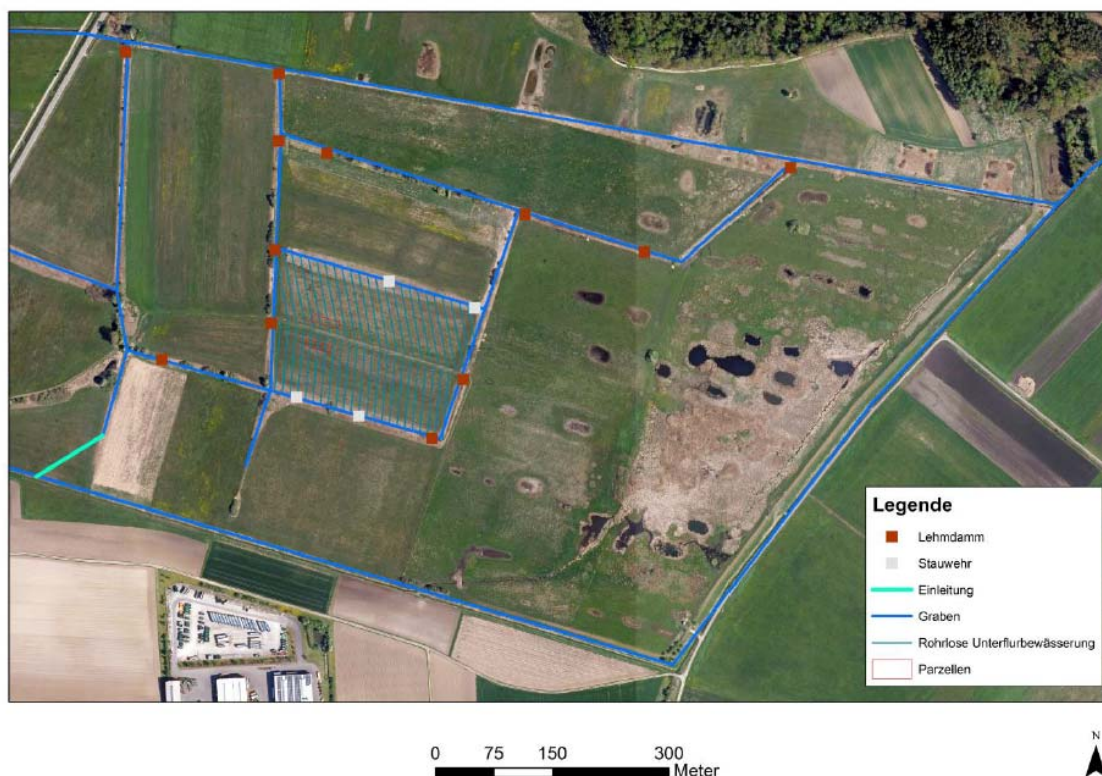 Legende
Lehmdamm
Stauwehr
Einleitung
Graben
Rohrlose Unterflurbewässerung
Parzellen
0 75 150 300
Meter
N